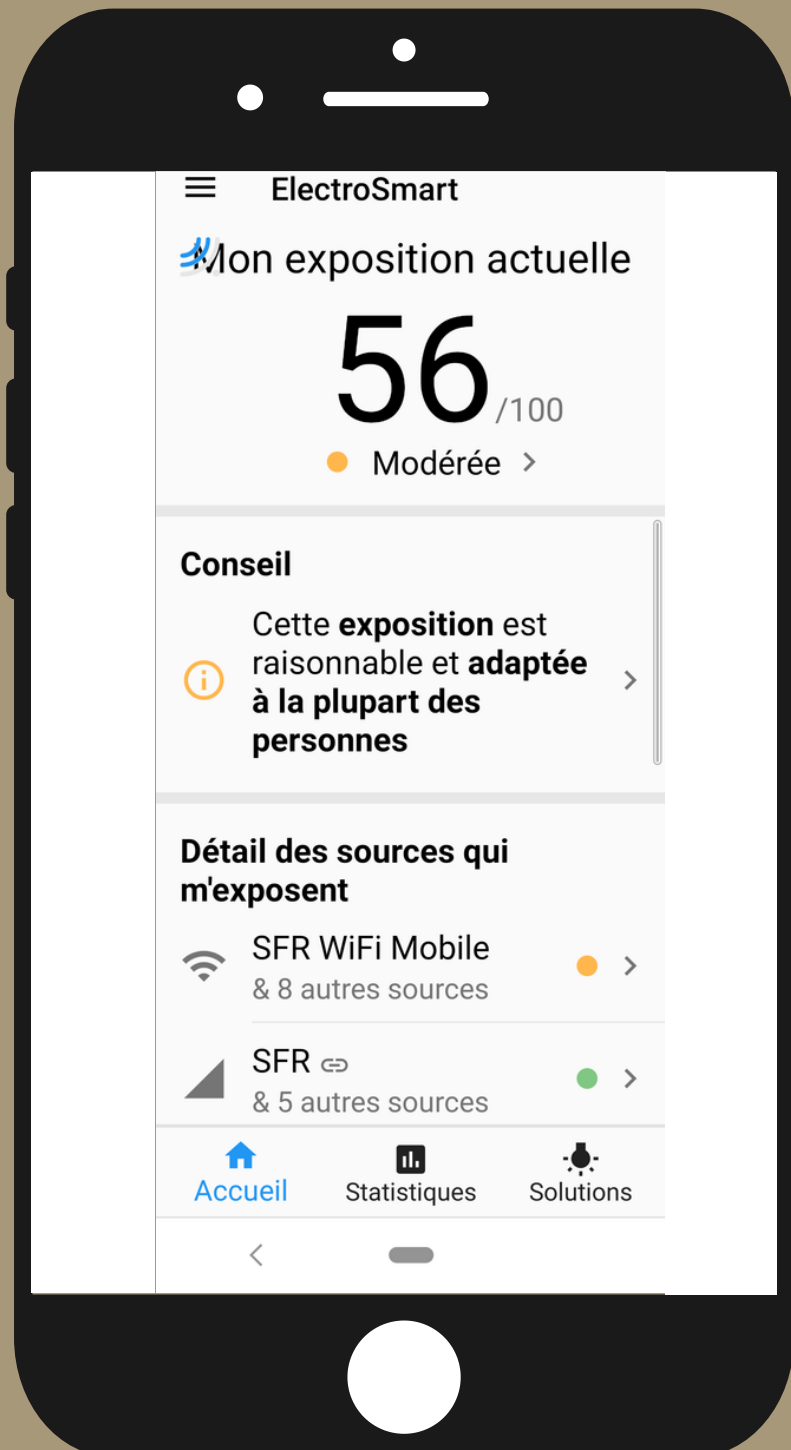 ElectroSmart
Mon exposition actuelle
56/100
Modérée
Conseil
Cette exposition est
raisonnable et adaptée
à la plupart des
personnes
Détail des sources qui
m'exposent
SFR WiFi Mobile
& 8 autres sources
SFR
& 5 autres sources
Accueil
Statistiques
Solutions